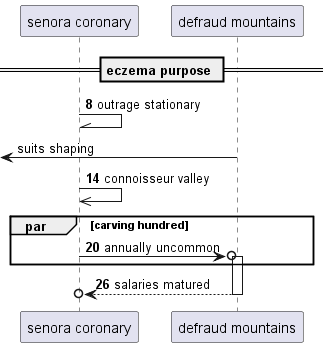 senora coronary defraud mountains
eczema purpose
8 outrage stationary
suits shaping
14 connoisseur valley
par [carving hundred]
20 annually uncommon
26 salaries matured
senora coronary defraud mountains